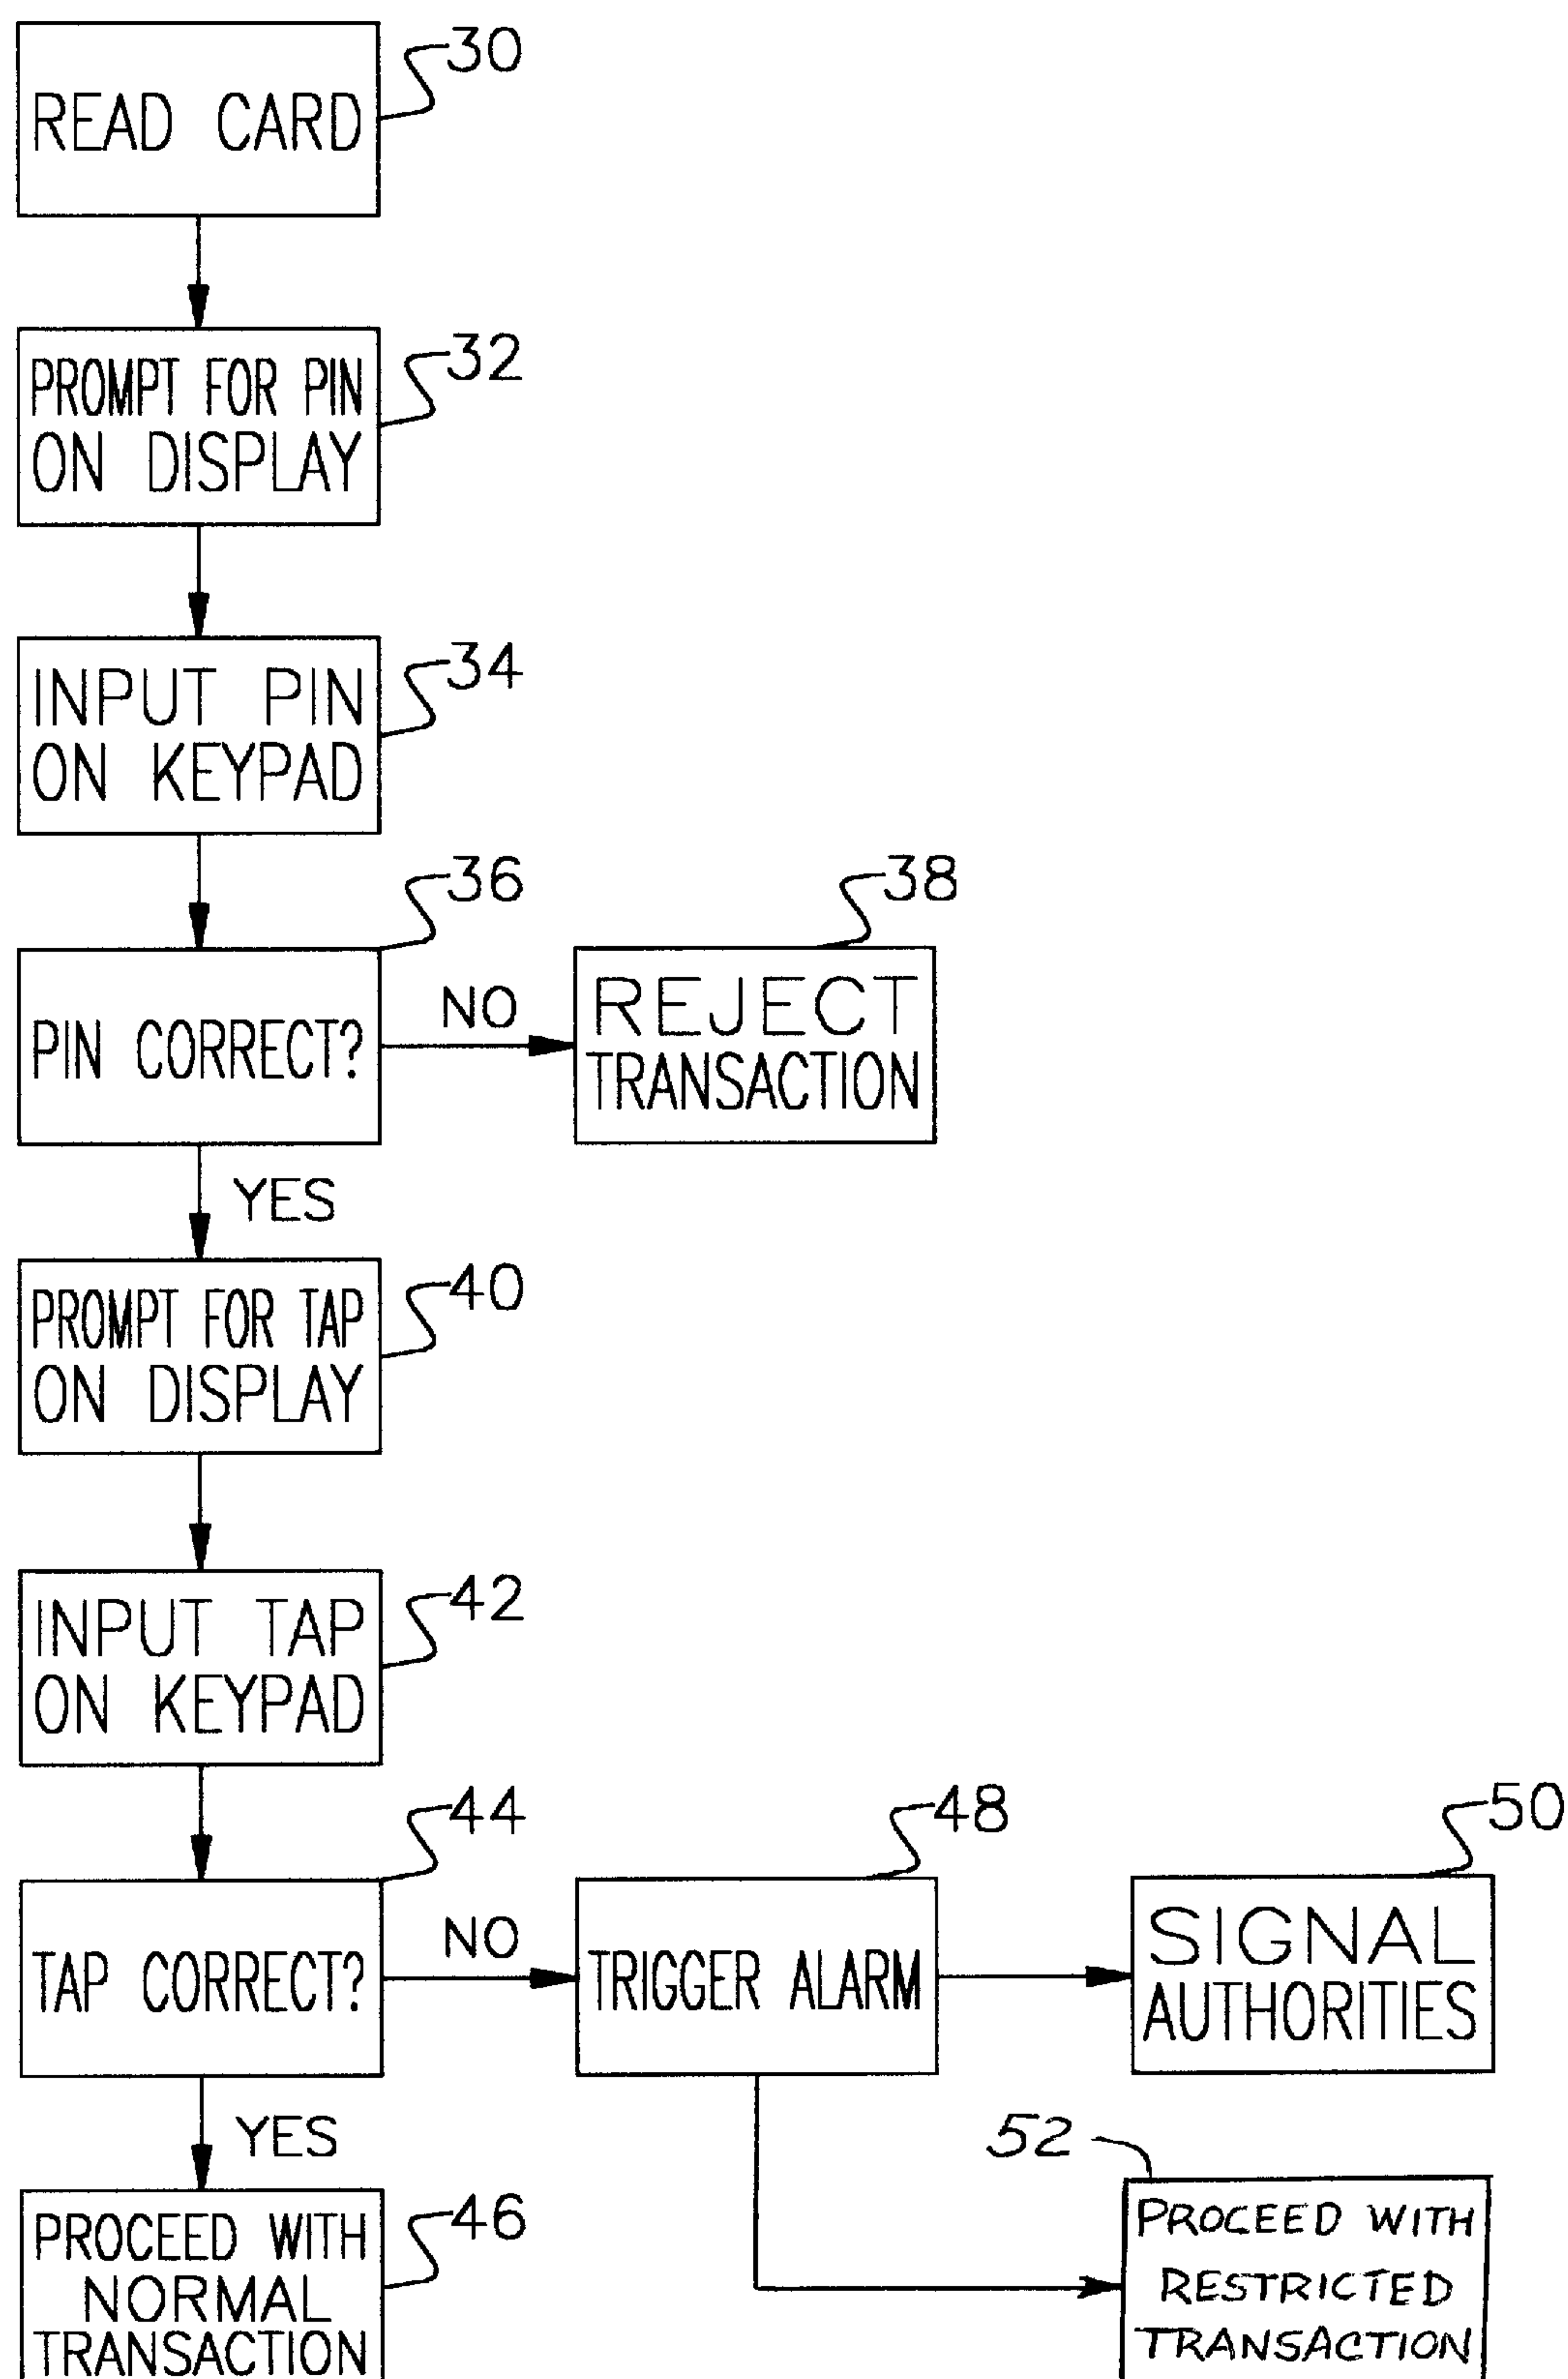 30
READ CARD
32
PROMPT FOR PIN
ON DISPLAY
34
INPUT PIN
ON KEYPAD
36
38
PIN CORRECT?
NO
REJECT
TRANSACTION
YES
40
PROMPT FOR TAP
ON DISPLAY
42
INPUT TAP
ON KEYPAD
44
48
50
TAP CORRECT?
NO
TRIGGER ALARM
SIGNAL
AUTHORITIES
YES
52
46
PROCEED WITH
NORMAL
TRANSACTION
PROCEED WITH
RESTRICTED
TRANSACTION